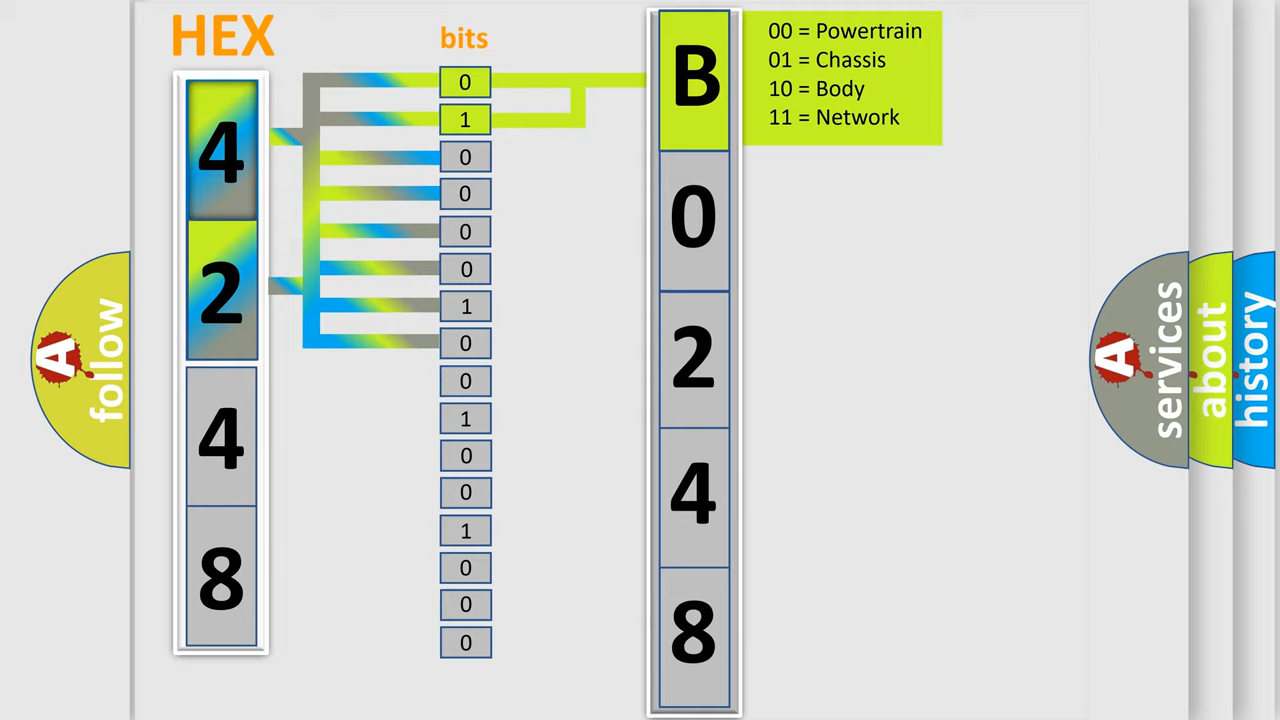 HEX
bits
4
2
4
8
0
1
0
0
0
0
1
0
0
1
0
0
1
0
0
0
B
0
2
4
8
00 = Powertrain
01 = Chassis
10 = Body
11 = Network
A
follow
A
services
about
history